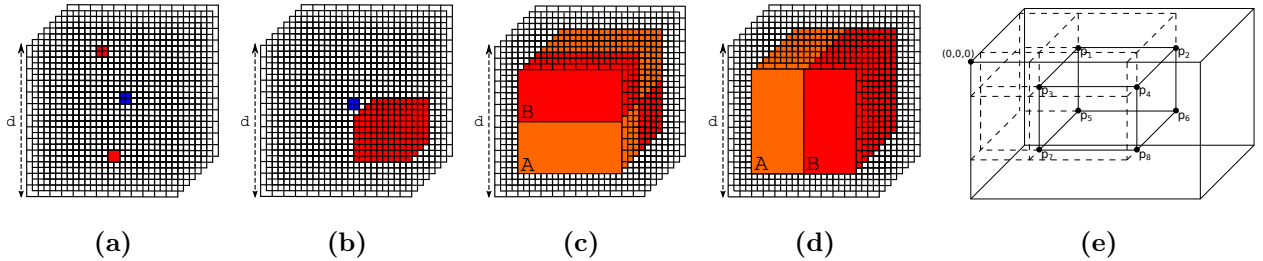 d
(a)
d
(b)
B
A
d
(c)
A B
d
(d)
(0,0,0)
p1 p2
p3 p4
p5 p6
p7 p8
(e)